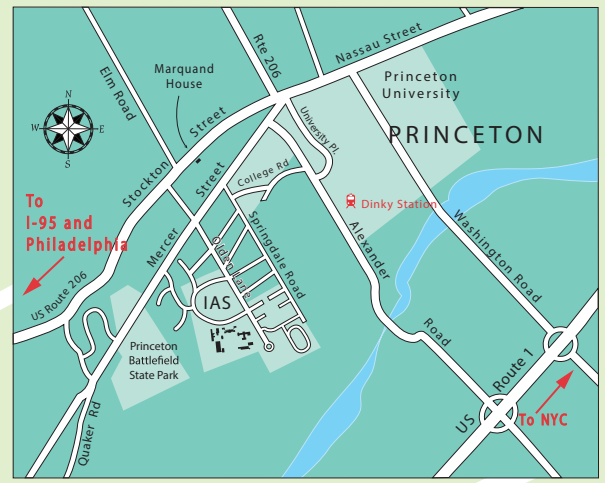 Rte 206
Nassau Street
Elm Road
Marquand
House
Princeton
University
PRINCETON
N
W
E
S
Stockton
Street
University Pl
Street
College Rd
Dinky Station
To
I-95 and
Philadelphia
Mercer
Olden Lane
Springdale Road
Alexander
Road
Washington Road
US Route 206
IAS
Princeton
Battlefield
State Park
Quaker Rd
US Route 1
To NYC